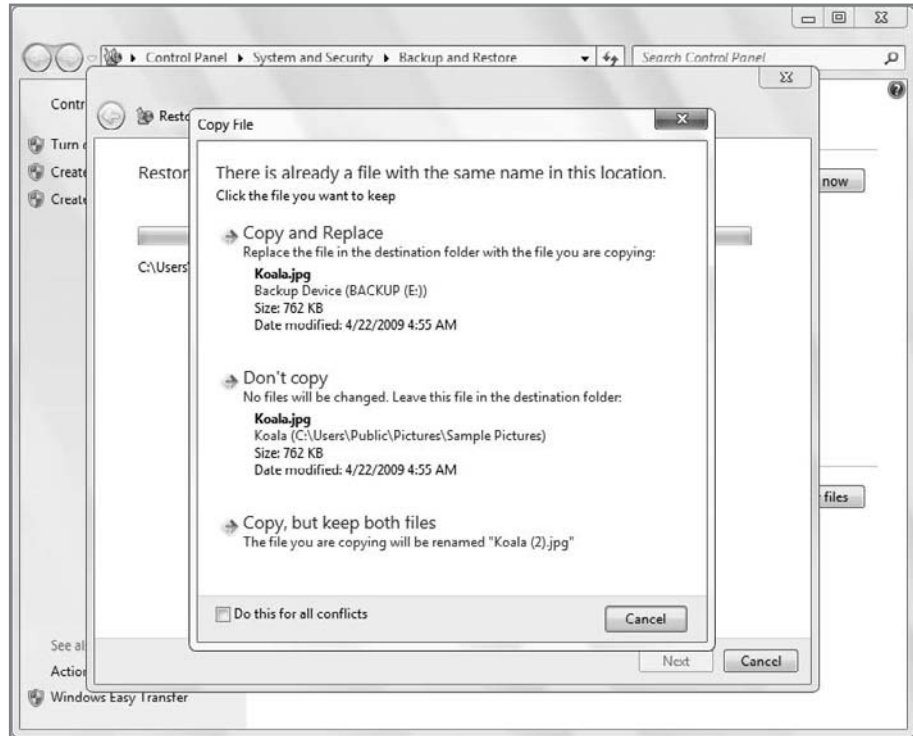 Control Panel ▸ System and Security ▸ Backup and Restore
Search Control Panel
Contr
Turn
Create
Create
now
files
See al
Action
Windows Easy Transfer
Resto
Restor
C:\Users
Next
Cancel
Copy File
There is already a file with the same name in this location.
Click the file you want to keep
Copy and Replace
Replace the file in the destination folder with the file you are copying:
Koala.jpg
Backup Device (BACKUP (E:))
Size: 762 KB
Date modified: 4/22/2009 4:55 AM
Don't copy
No files will be changed. Leave this file in the destination folder:
Koala.jpg
Koala (C:\Users\Public\Pictures\Sample Pictures)
Size: 762 KB
Date modified: 4/22/2009 4:55 AM
Copy, but keep both files
The file you are copying will be renamed "Koala (2).jpg"
Do this for all conflicts
Cancel